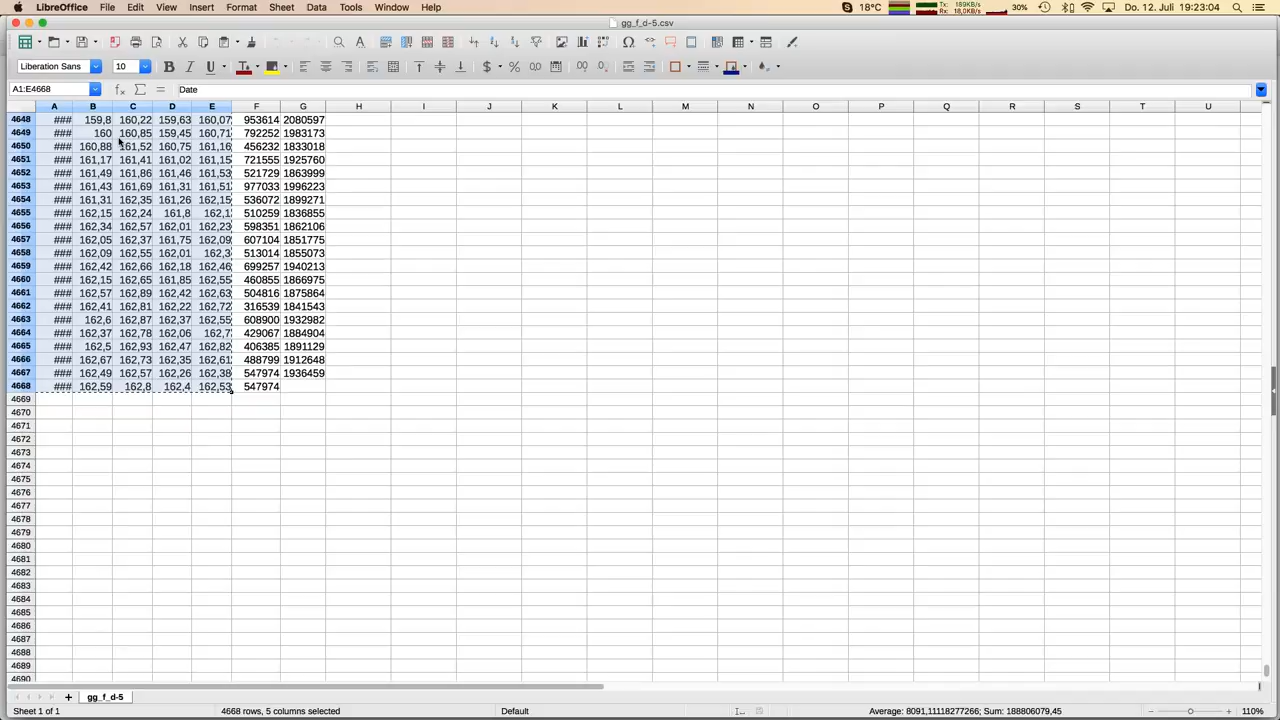 LibreOffice File Edit View Insert Format Sheet Data Tools Window Help 18°C Tx: 189KB/s Rx: 18,0KB/s 30% Do. 12. Juli 19:23:04
gg_f_d-5.csv
Liberation Sans 10
A1:E4668 Date
A B C D E F G H I J K L M N O P Q R S T U
4648 ### 159,8 160,22 159,63 160,07 953614 2080597
4649 ### 160 160,85 159,45 160,71 792252 1983173
4650 ### 160,88 161,52 160,75 161,16 456232 1833018
4651 ### 161,17 161,41 161,02 161,15 721555 1925760
4652 ### 161,49 161,86 161,46 161,53 521729 1863999
4653 ### 161,43 161,69 161,31 161,51 977033 1996223
4654 ### 161,31 162,35 161,26 162,15 536072 1899271
4655 ### 162,15 162,24 161,8 162,1 510259 1836855
4656 ### 162,34 162,57 162,01 162,23 598351 1862106
4657 ### 162,05 162,37 161,75 162,09 607104 1851775
4658 ### 162,09 162,55 162,01 162,3 513014 1855073
4659 ### 162,42 162,66 162,18 162,46 699257 1940213
4660 ### 162,15 162,65 161,85 162,55 460855 1866975
4661 ### 162,57 162,89 162,42 162,63 504816 1875864
4662 ### 162,41 162,81 162,22 162,72 316539 1841543
4663 ### 162,6 162,87 162,37 162,55 608900 1932982
4664 ### 162,37 162,78 162,06 162,7 429067 1884904
4665 ### 162,5 162,93 162,47 162,82 406385 1891129
4666 ### 162,67 162,73 162,35 162,61 488799 1912648
4667 ### 162,49 162,57 162,26 162,38 547974 1936459
4668 ### 162,59 162,8 162,4 162,53 547974
4669
4670
4671
4672
4673
4674
4675
4676
4677
4678
4679
4680
4681
4682
4683
4684
4685
4686
4687
4688
4689
4690
gg_f_d-5
Sheet 1 of 1 4668 rows, 5 columns selected Default Average: 8091,11118277266; Sum: 188806079,45 110%